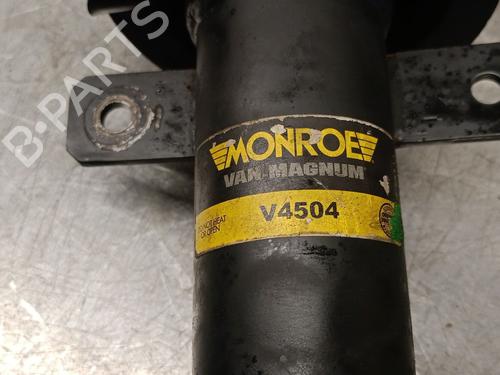 B-PARTS
MONROE
VAN-MAGNUM
V4504
DO NOT HEAT
OR OPEN